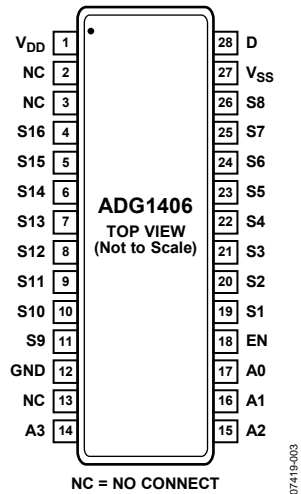 VDD 1 28 D
NC 2 27 VSS
NC 3 26 S8
S16 4 25 S7
S15 5 24 S6
S14 6 23 S5
S13 7 22 S4
S12 8 21 S3
S11 9 20 S2
S10 10 19 S1
S9 11 18 EN
GND 12 17 A0
NC 13 16 A1
A3 14 15 A2
ADG1406
TOP VIEW
(Not to Scale)
NC = NO CONNECT
07419-003